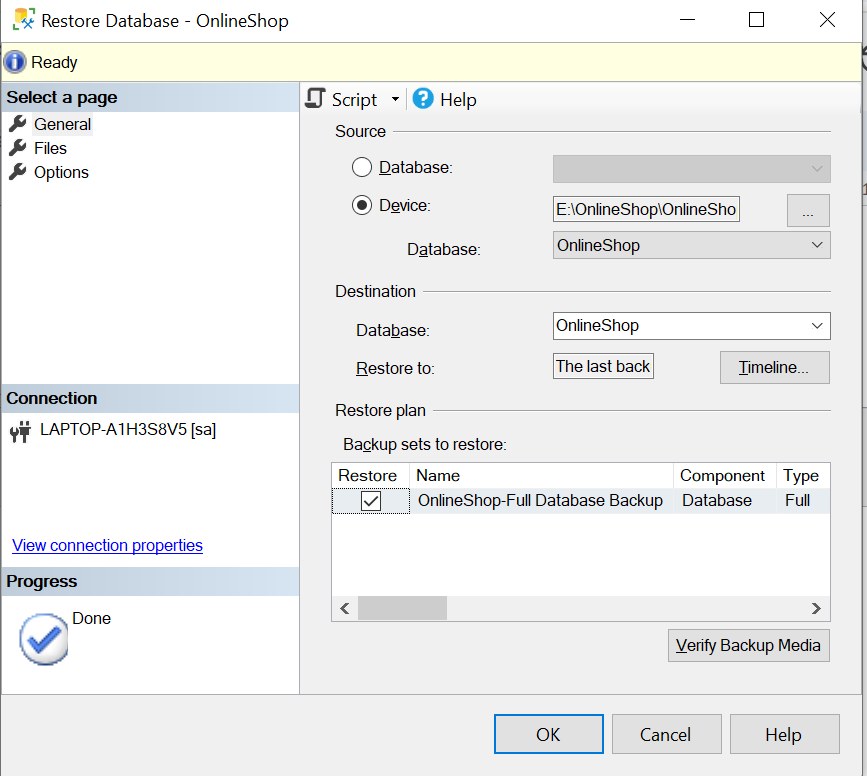 Restore Database - OnlineShop
Ready
Select a page
General
Files
Options
Connection
LAPTOP-A1H3S8V5 [sa]
View connection properties
Progress
Done
Script
Help
Source
Database:
Device:
E:\OnlineShop\OnlineSho
...
Database:
OnlineShop
Destination
Database:
OnlineShop
Restore to:
The last back
Timeline...
Restore plan
Backup sets to restore:
Restore Name Component Type
OnlineShop-Full Database Backup Database Full
Verify Backup Media
OK Cancel Help